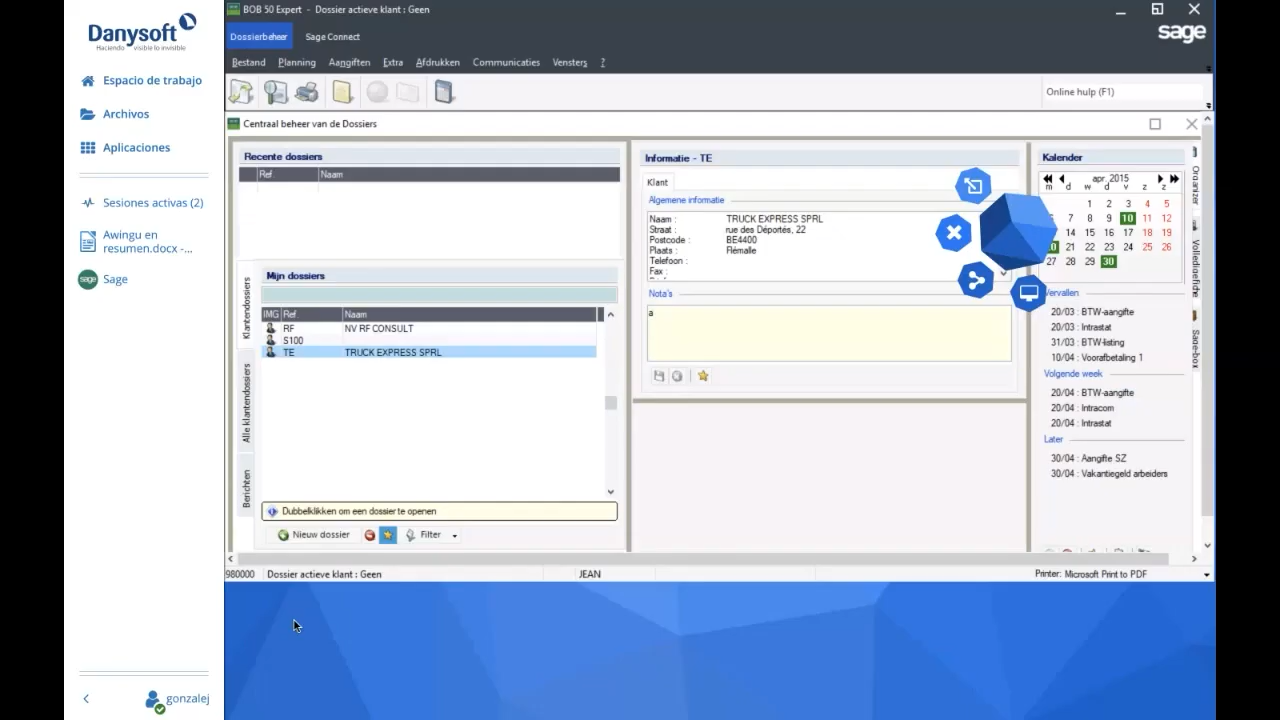 Danysoft
Haciendo visible lo invisible
Espacio de trabajo
Archivos
Aplicaciones
Sesiones activas (2)
Awingu en
resumen.docx -...
sage
Sage
gonzalej
BOB 50 Expert - Dossier actieve klant : Geen
Dossierbeheer
Sage Connect
sage
Bestand
Planning
Aangiften
Extra
Afdrukken
Communicaties
Vensters
?
Online hulp (F1)
Centraal beheer van de Dossiers
Recente dossiers
Ref.
Naam
Klantendossiers
Alle klantendossiers
Berichten
Mijn dossiers
IMG Ref. Naam
RF NV RF CONSULT
S100
TE TRUCK EXPRESS SPRL
Dubbelklikken om een dossier te openen
Nieuw dossier
Filter
Informatie - TE
Klant
Algemene informatie
Naam : TRUCK EXPRESS SPRL
Straat : rue des Déportés, 22
Postcode : BE4400
Plaats : Flémalle
Telefoon :
Fax :
Nota's
a
Kalender
apr. 2015
m d w d v z z
1 2 3 4 5
6 7 8 9 10 11 12
14 15 16 17 18 19
21 22 23 24 25 26
27 28 29 30
Vervallen
20/03 : BTW-aangifte
20/03 : Intrastat
31/03 : BTW-listing
10/04 : Voorafbetaling 1
Volgende week
20/04 : BTW-aangifte
20/04 : Intracom
20/04 : Intrastat
Later
30/04 : Aangifte SZ
30/04 : Vakantiegeld arbeiders
Organizer
Volledige fiche
Sage-box
980000
Dossier actieve klant : Geen
JEAN
Printer: Microsoft Print to PDF